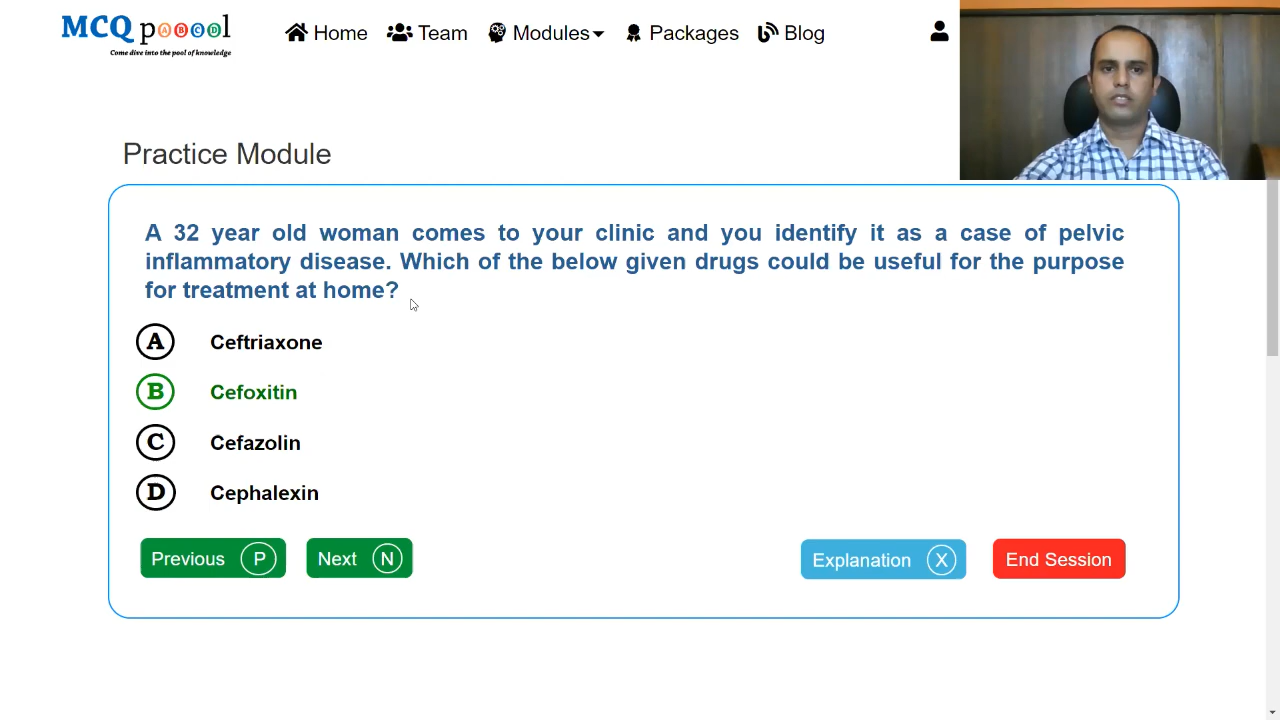 MCQ pooool
A B C D
Come dive into the pool of knowledge
Home Team Modules Packages Blog
Practice Module
A 32 year old woman comes to your clinic and you identify it as a case of pelvic
inflammatory disease. Which of the below given drugs could be useful for the purpose
for treatment at home?
A Ceftriaxone
B Cefoxitin
C Cefazolin
D Cephalexin
Previous P Next N Explanation X End Session